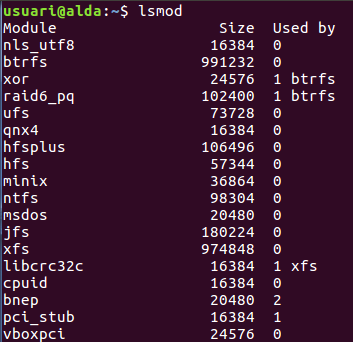 usuari@alda:~$ lsmod
Module                  Size  Used by
nls_utf8               16384  0
btrfs                 991232  0
xor                    24576  1 btrfs
raid6_pq              102400  1 btrfs
ufs                    73728  0
qnx4                   16384  0
hfsplus               106496  0
hfs                    57344  0
minix                  36864  0
ntfs                   98304  0
msdos                  20480  0
jfs                   180224  0
xfs                   974848  0
libcrc32c              16384  1 xfs
cpuid                  16384  0
bnep                   20480  2
pci_stub               16384  1
vboxpci                24576  0